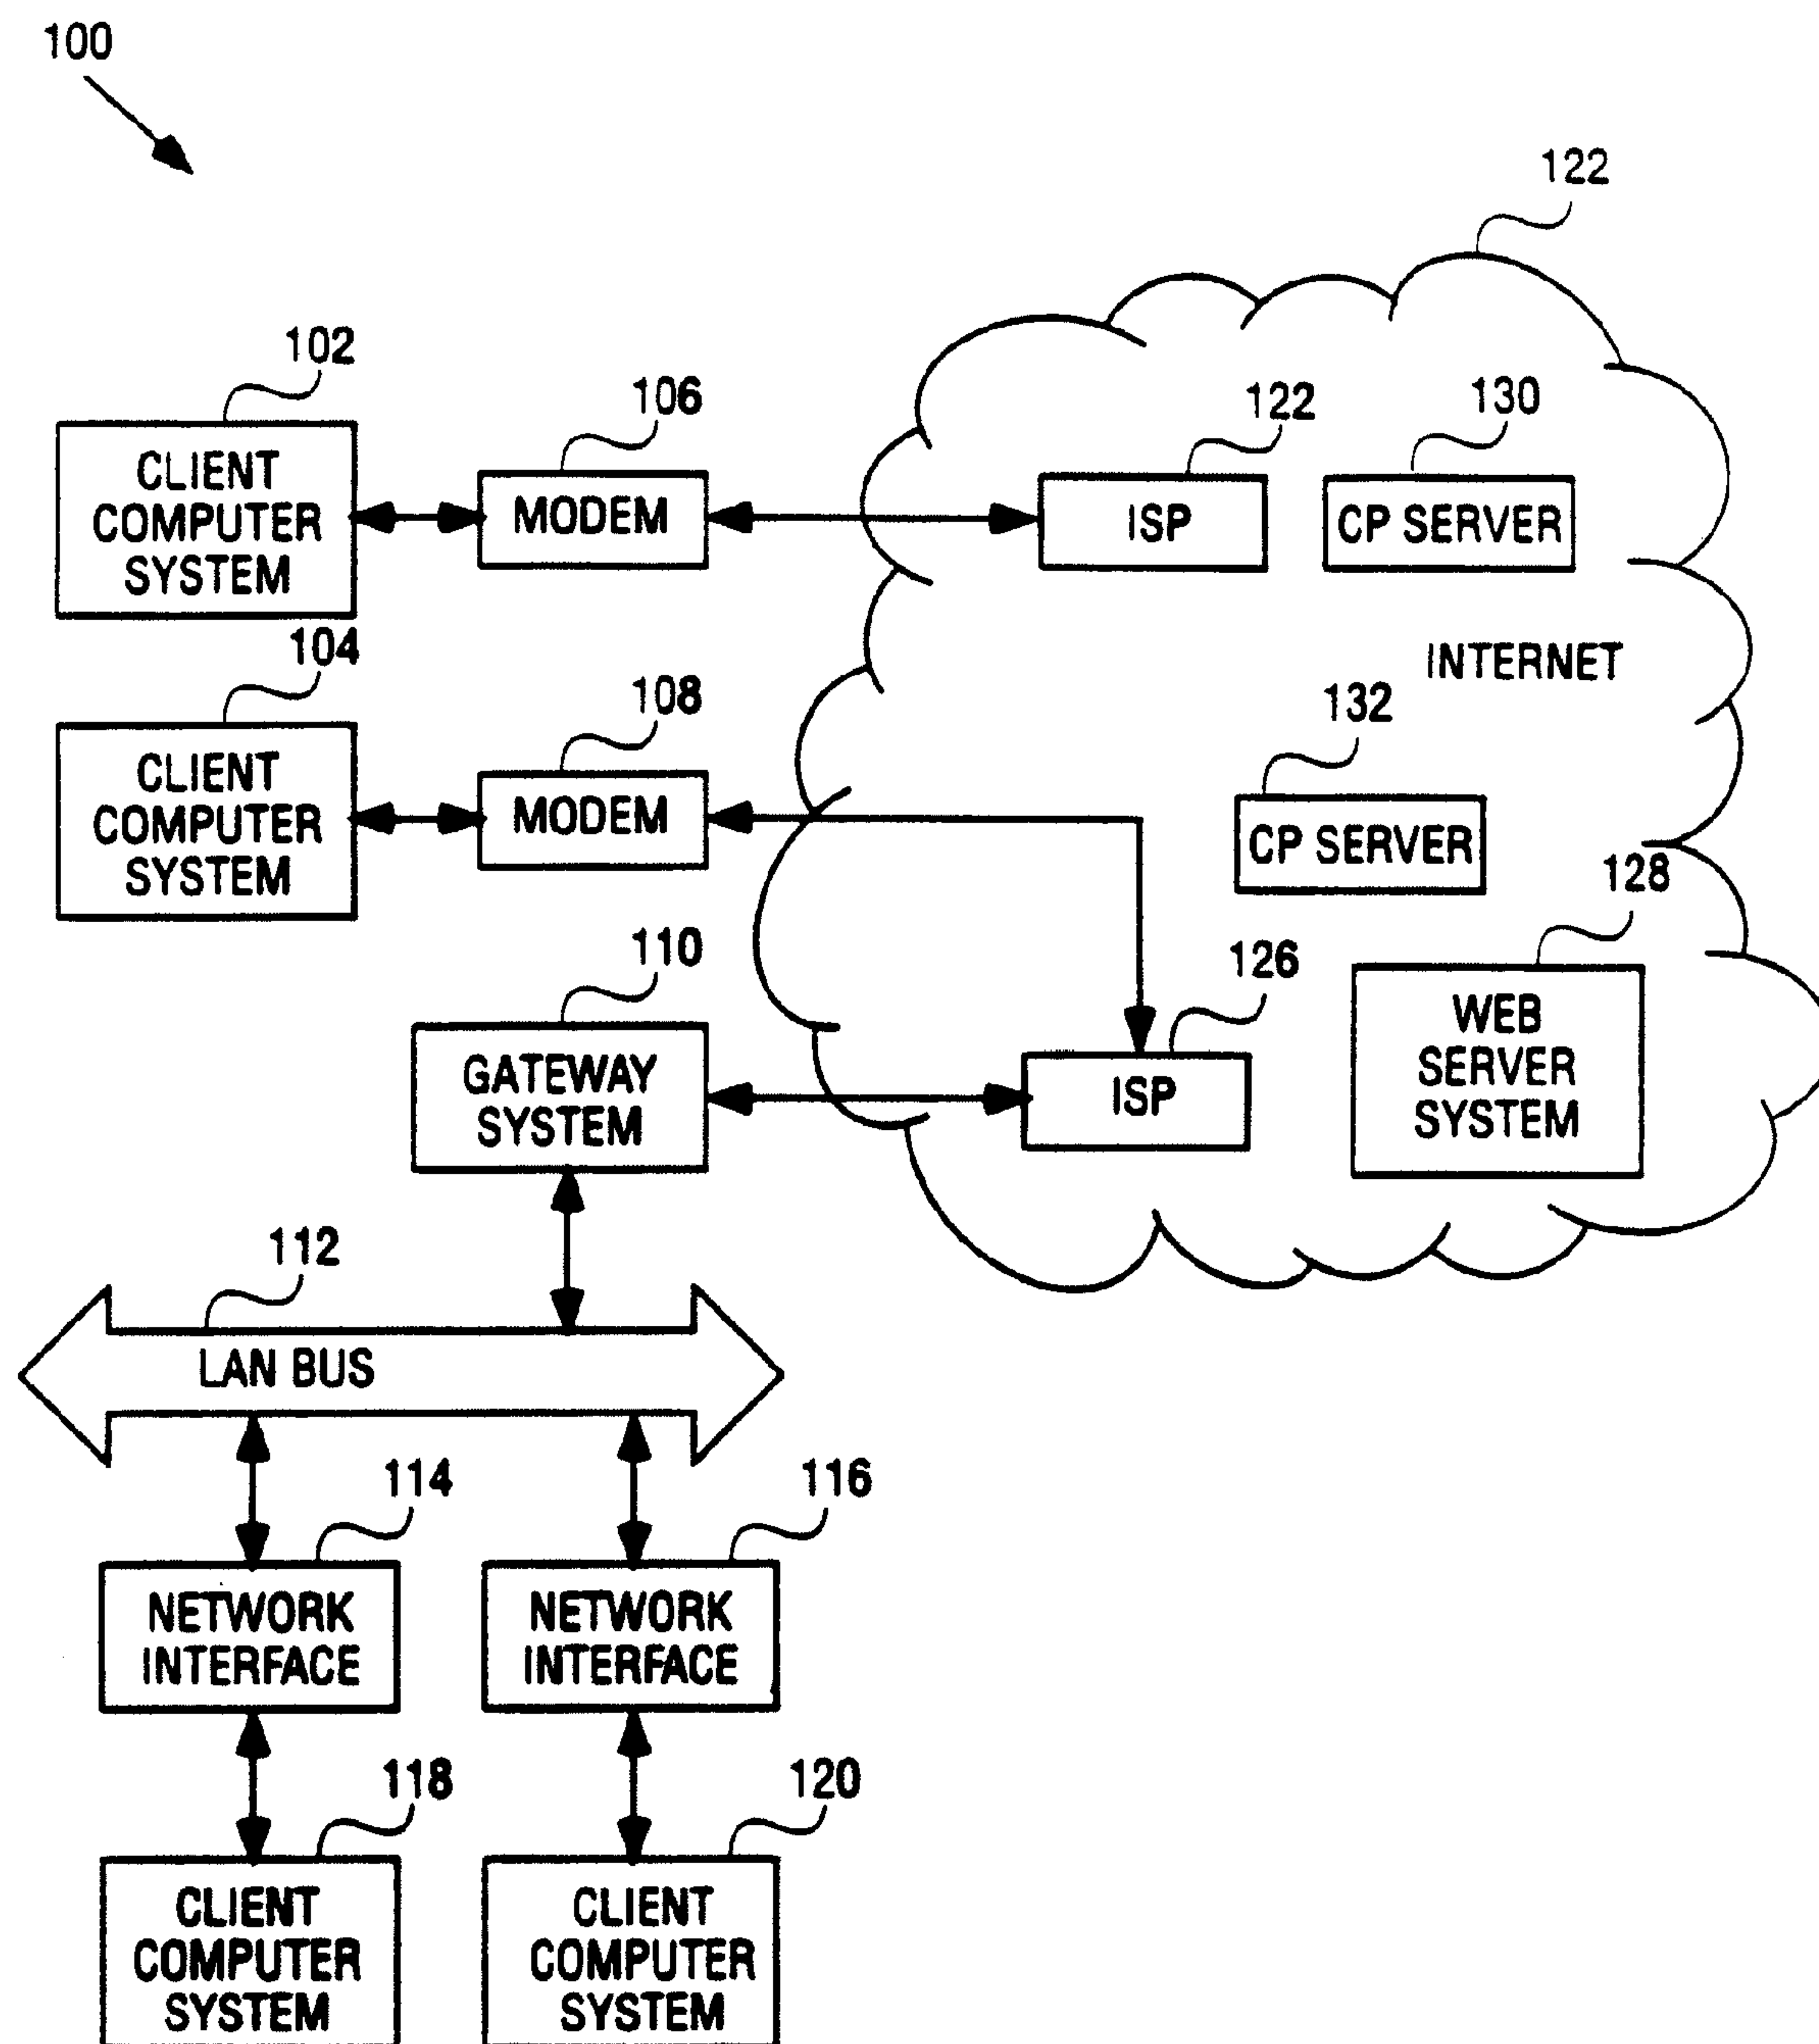 100
122
102
106
122
130
CLIENT
COMPUTER
SYSTEM
MODEM
ISP
CP SERVER
INTERNET
104
108
132
CLIENT
COMPUTER
SYSTEM
MODEM
CP SERVER
128
110
126
GATEWAY
SYSTEM
ISP
WEB
SERVER
SYSTEM
112
LAN BUS
114
116
NETWORK
INTERFACE
NETWORK
INTERFACE
118
120
CLIENT
COMPUTER
SYSTEM
CLIENT
COMPUTER
SYSTEM